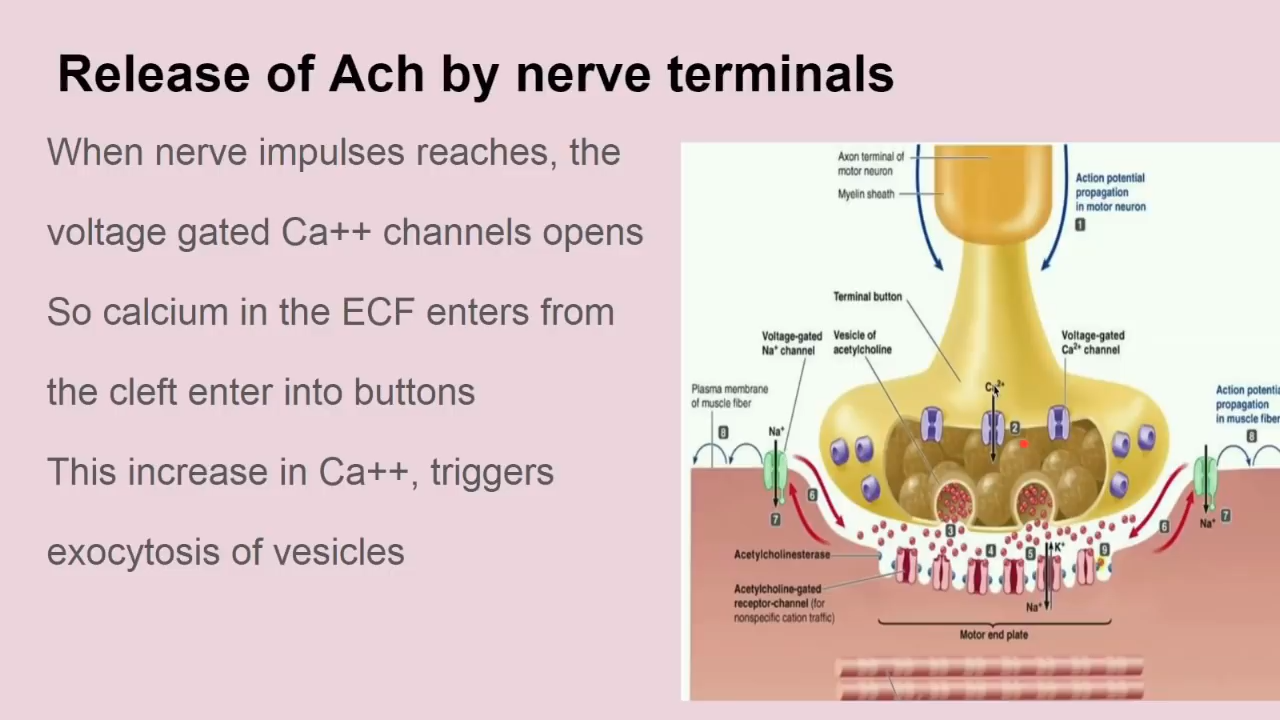 Release of Ach by nerve terminals
When nerve impulses reaches, the
voltage gated Ca++ channels opens
So calcium in the ECF enters from
the cleft enter into buttons
This increase in Ca++, triggers
exocytosis of vesicles
Axon terminal of
motor neuron
Myelin sheath
Action potential
propagation
in motor neuron
1
Terminal button
Voltage-gated
Na⁺ channel
Vesicle of
acetylcholine
Voltage-gated
Ca²⁺ channel
Plasma membrane
of muscle fiber
Action potentia
propagation
in muscle fiber
Ca²⁺
2
8
8
Na⁺
6
7
3
4
5
K⁺
9
6
Na⁺
7
Na⁺
Acetylcholinesterase
Acetylcholine-gated
receptor-channel (for
nonspecific cation traffic)
Motor end plate